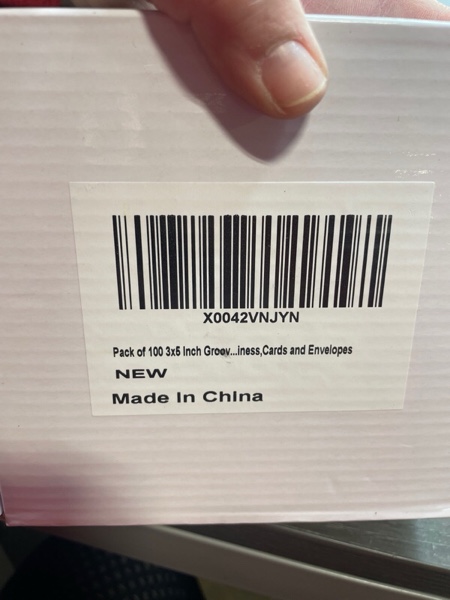 X0042VNJYN
Pack of 100 3x5 Inch Groov...iness,Cards and Envelopes
NEW
Made In China